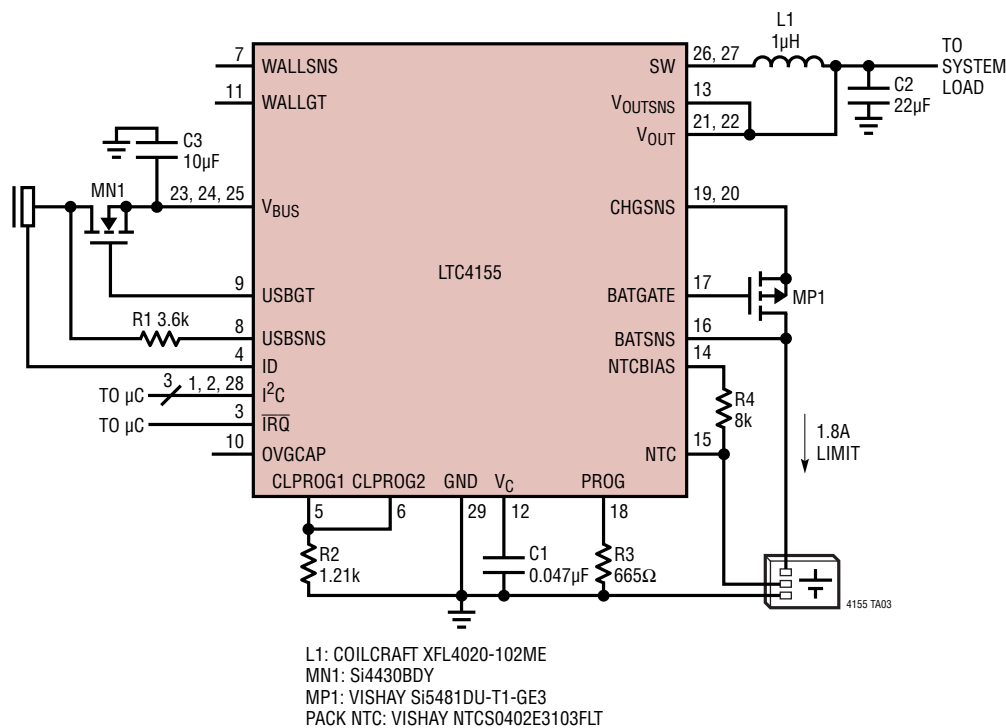 L1
1µH
TO
SYSTEM
LOAD
7
WALLSNS
SW
26, 27
11
WALLGT
13
VOUTSNS
C2
22µF
21, 22
VOUT
C3
10µF
MN1
23, 24, 25
VBUS
19, 20
CHGSNS
LTC4155
9
USBGT
17
BATGATE
MP1
R1 3.6k
8
USBSNS
16
BATSNS
4
ID
14
NTCBIAS
TO µC
3
1, 2, 28
I2C
R4
8k
TO µC
3
IRQ
1.8A
LIMIT
10
OVGCAP
15
NTC
CLPROG1
CLPROG2
GND
VC
PROG
5
6
29
12
18
R2
1.21k
C1
0.047µF
R3
665Ω
4155 TA03
L1: COILCRAFT XFL4020-102ME
MN1: Si4430BDY
MP1: VISHAY Si5481DU-T1-GE3
PACK NTC: VISHAY NTCS0402E3103FLT